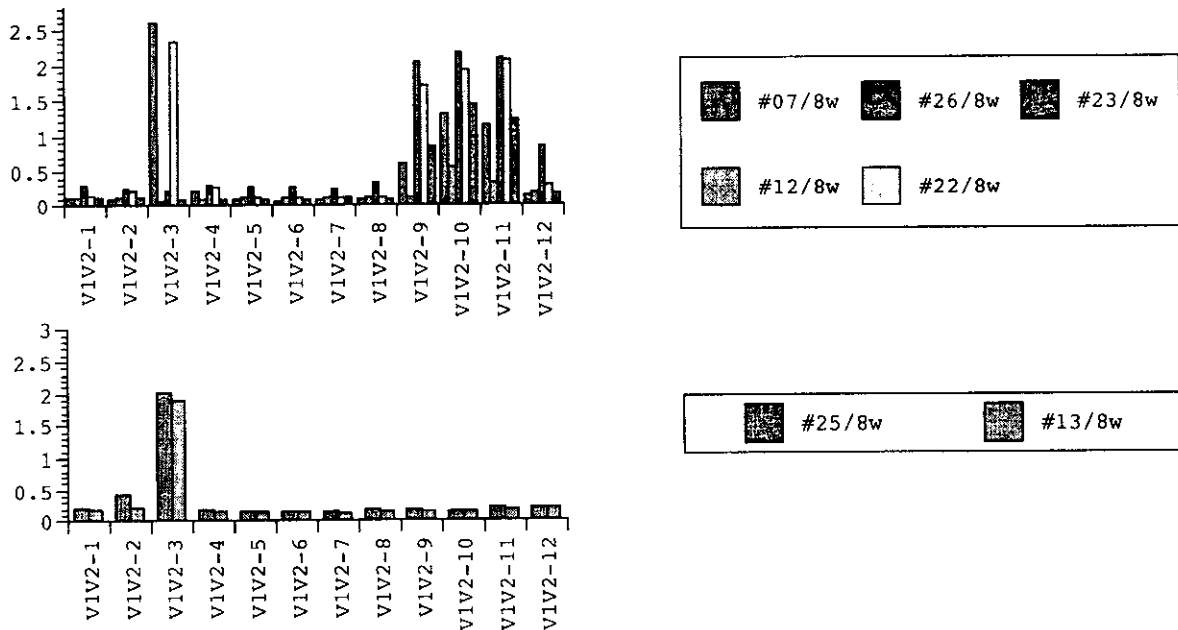 2.5
2
1.5
1
0.5
0
V1V2-1
V1V2-2
V1V2-3
V1V2-4
V1V2-5
V1V2-6
V1V2-7
V1V2-8
V1V2-9
V1V2-10
V1V2-11
V1V2-12
#07/8w #26/8w #23/8w
#12/8w #22/8w
3
2.5
2
1.5
1
0.5
0
V1V2-1
V1V2-2
V1V2-3
V1V2-4
V1V2-5
V1V2-6
V1V2-7
V1V2-8
V1V2-9
V1V2-10
V1V2-11
V1V2-12
#25/8w #13/8w